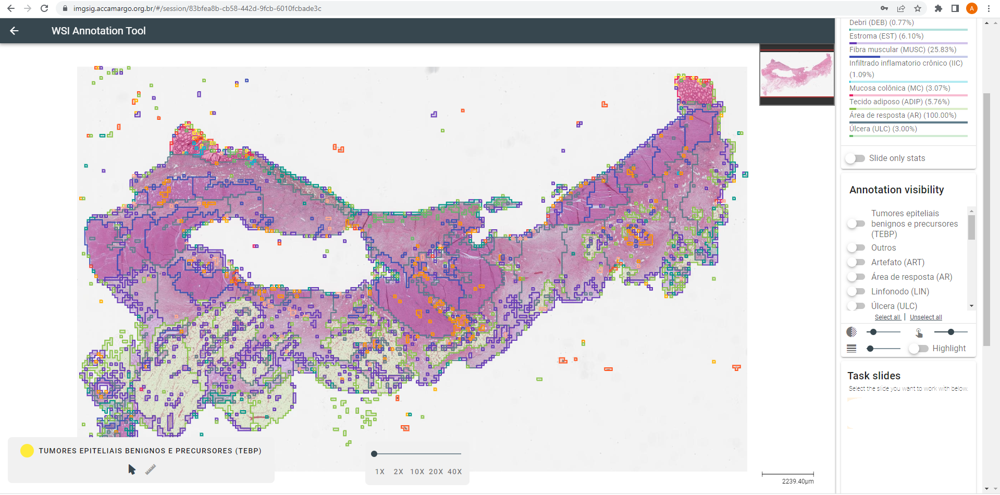 imgsig.accamargo.org.br/#/session/83bfea8b-cb58-442d-9fcb-6010fcbade3c
A
WSI Annotation Tool
Debri (DEB) (0.77%)
Estroma (EST) (6.10%)
Fibra muscular (MUSC) (25.83%)
Infiltrado inflamatorio crônico (IIC)
(1.09%)
Mucosa colônica (MC) (3.07%)
Tecido adiposo (ADIP) (5.76%)
Área de resposta (AR) (100.00%)
Úlcera (ULC) (3.00%)
Slide only stats
Annotation visibility
Tumores epiteliais
benignos e precursores
(TEBP)
Outros
Artefato (ART)
Área de resposta (AR)
Linfonodo (LIN)
Úlcera (ULC)
Select all | Unselect all
Highlight
Task slides
Select the slide you want to work with below.
TUMORES EPITELIAIS BENIGNOS E PRECURSORES (TEBP)
1X 2X 10X 20X 40X
2239.40µm